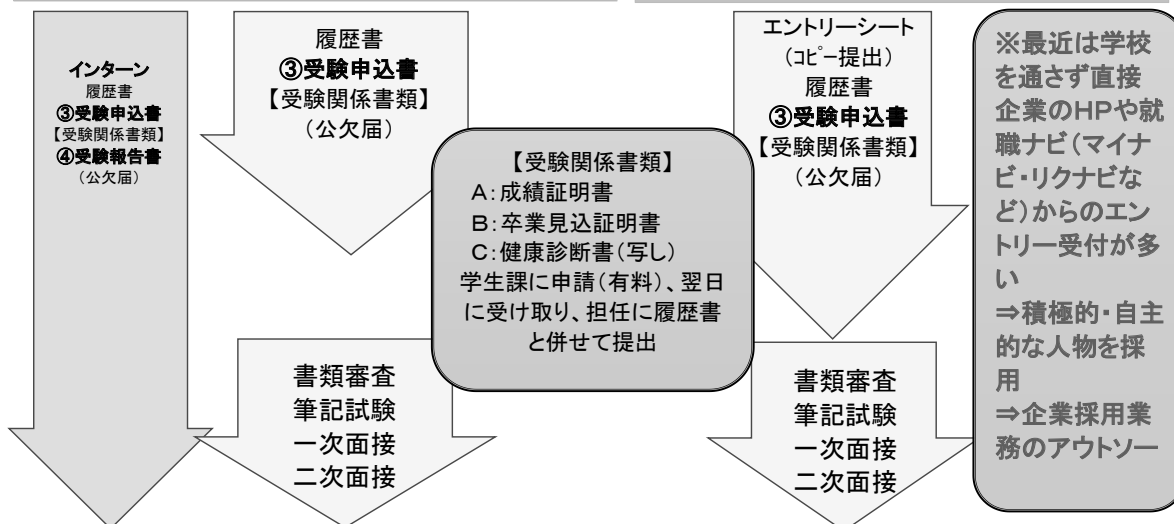 インターン
履歴書
③受験申込書
【受験関係書類】
④受験報告書
(公欠届)
履歴書
③受験申込書
【受験関係書類】
(公欠届)
書類審査
筆記試験
一次面接
二次面接
【受験関係書類】
A:成績証明書
B:卒業見込証明書
C:健康診断書(写し)
学生課に申請(有料)、翌日
に受け取り、担任に履歴書
と併せて提出
エントリーシート
(コピー提出)
履歴書
③受験申込書
【受験関係書類】
(公欠届)
書類審査
筆記試験
一次面接
二次面接
※最近は学校
を通さず直接
企業のHPや就
職ナビ(マイナ
ビ・リクナビな
ど)からのエン
トリー受付が多
い
⇒積極的・自主
的な人物を採
用
⇒企業採用業
務のアウトソー